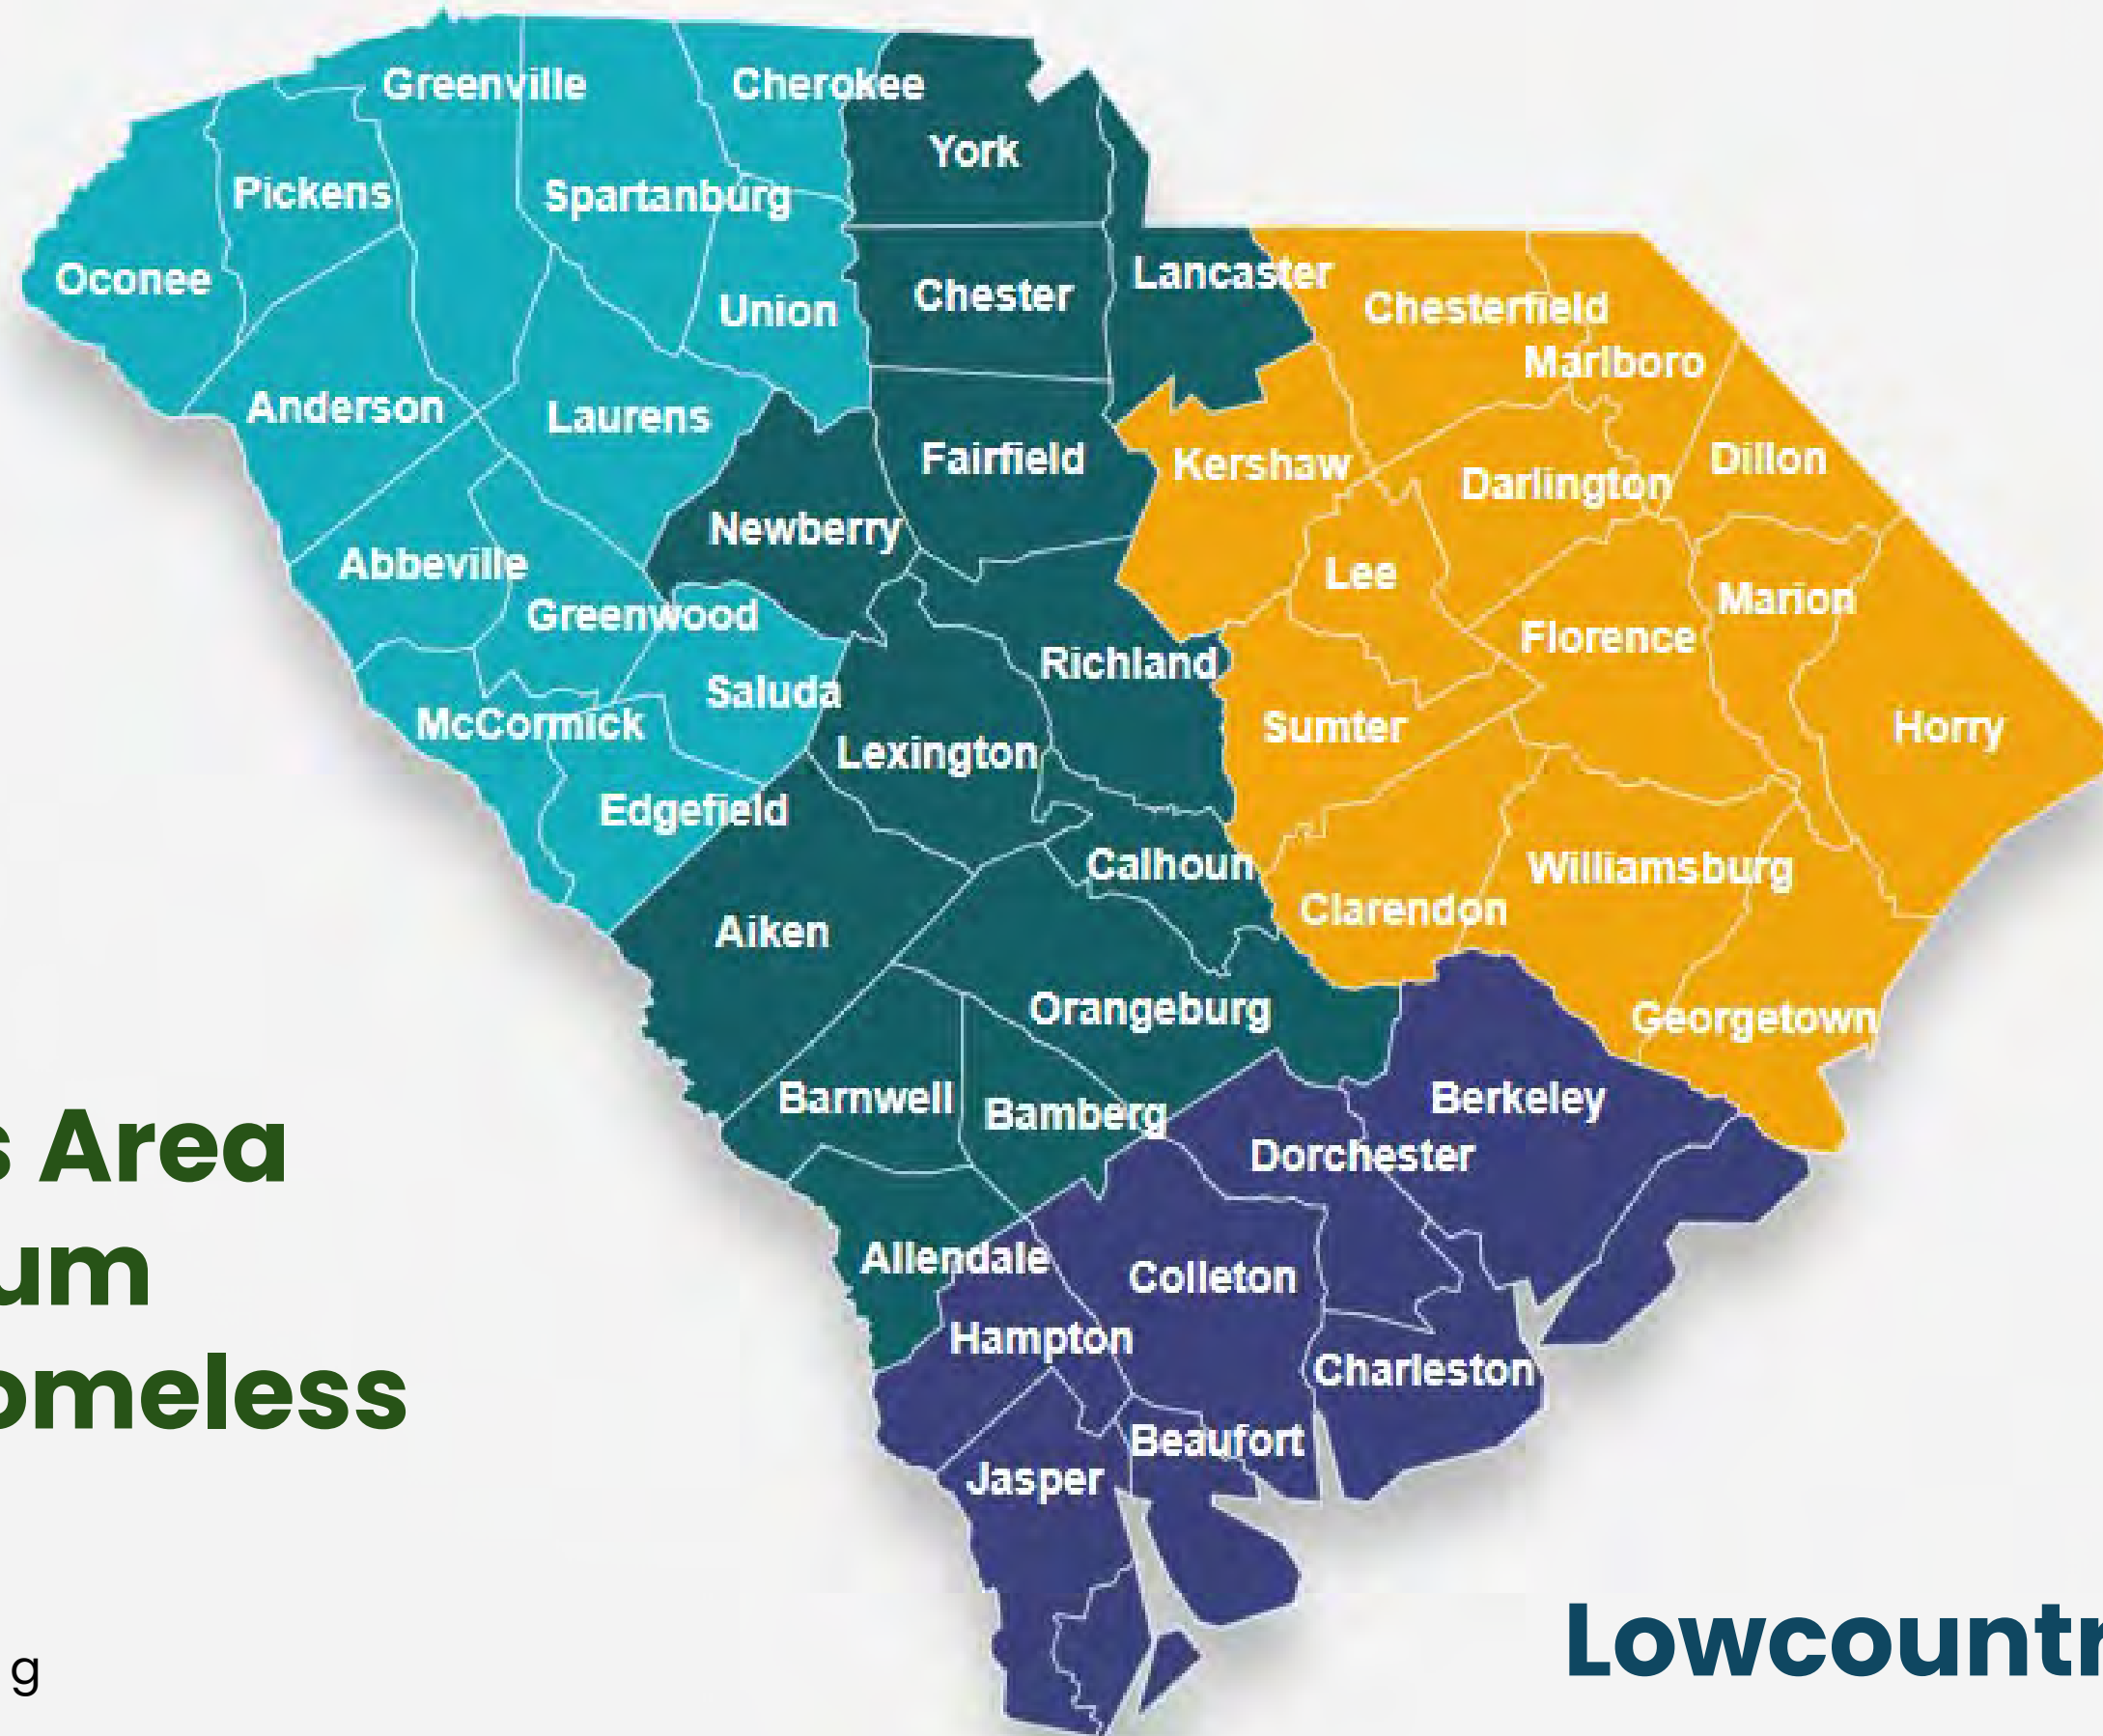 Greenville
Cherokee
York
Pickens
Spartanburg
Oconee
Union
Chester
Lancaster
Chesterfield
Marlboro
Anderson
Laurens
Fairfield
Kershaw
Darlington
Dillon
Newberry
Abbeville
Greenwood
Lee
Marion
Florence
Richland
Saluda
McCormick
Lexington
Sumter
Horry
Edgefield
Calhoun
Williamsburg
Clarendon
Aiken
Orangeburg
Georgetown
Barnwell
Bamberg
Berkeley
Dorchester
s Area
um
omeless
Allendale
Colleton
Hampton
Charleston
Beaufort
Jasper
Lowcountr
g